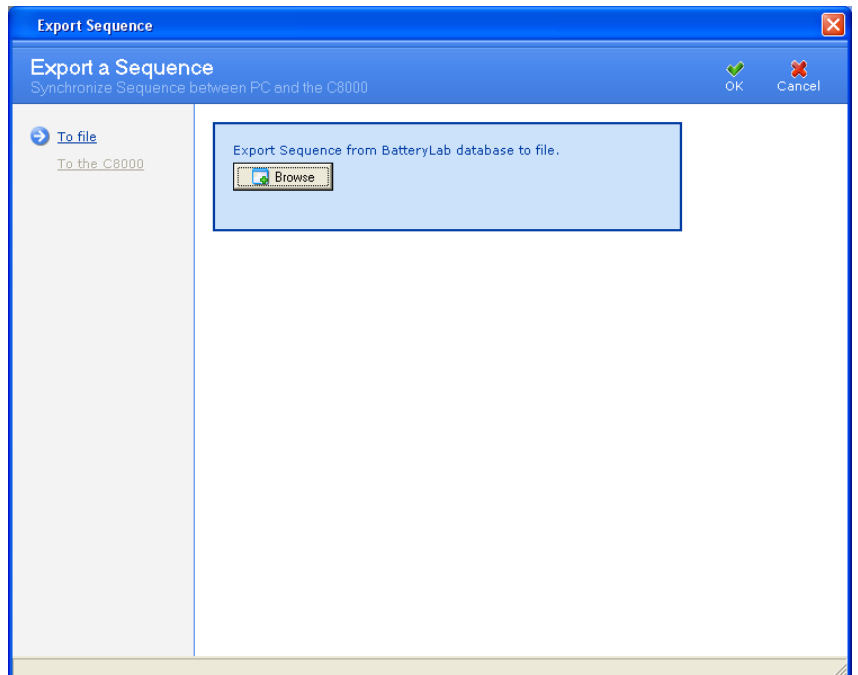 Export Sequence
Export a Sequence
Synchronize Sequence between PC and the C8000
OK
Cancel
To file
To the C8000
Export Sequence from BatteryLab database to file.
Browse